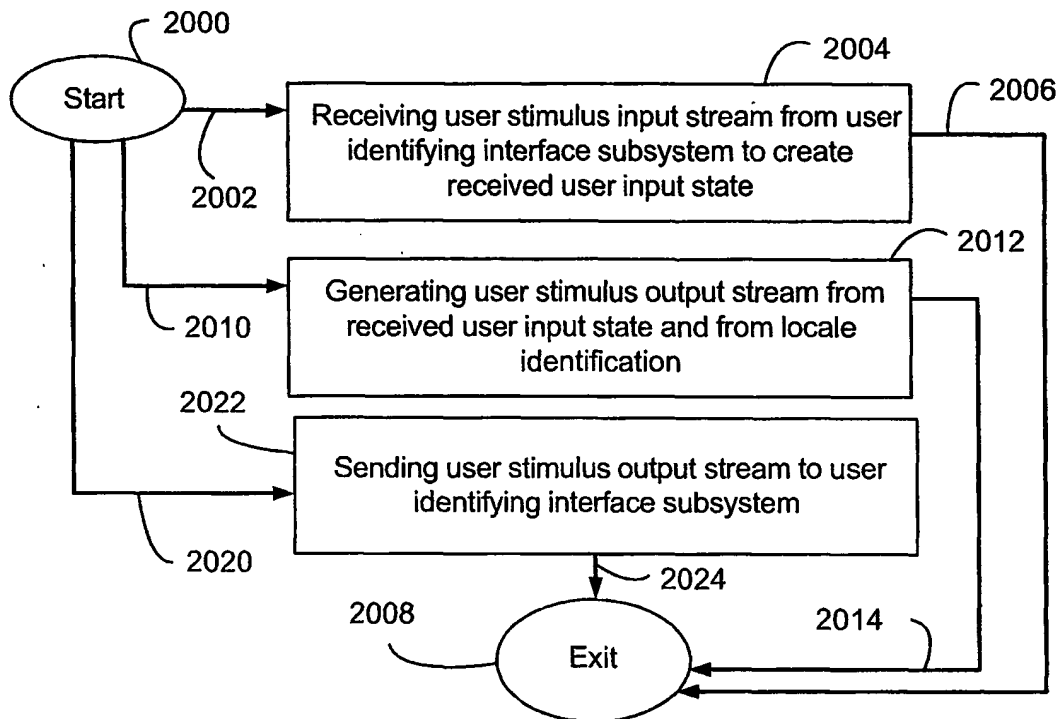 2000
Start
2004
2006
Receiving user stimulus input stream from user
identifying interface subsystem to create
received user input state
2002
2012
Generating user stimulus output stream from
received user input state and from locale
identification
2010
2022
Sending user stimulus output stream to user
identifying interface subsystem
2020
2024
2008
Exit
2014